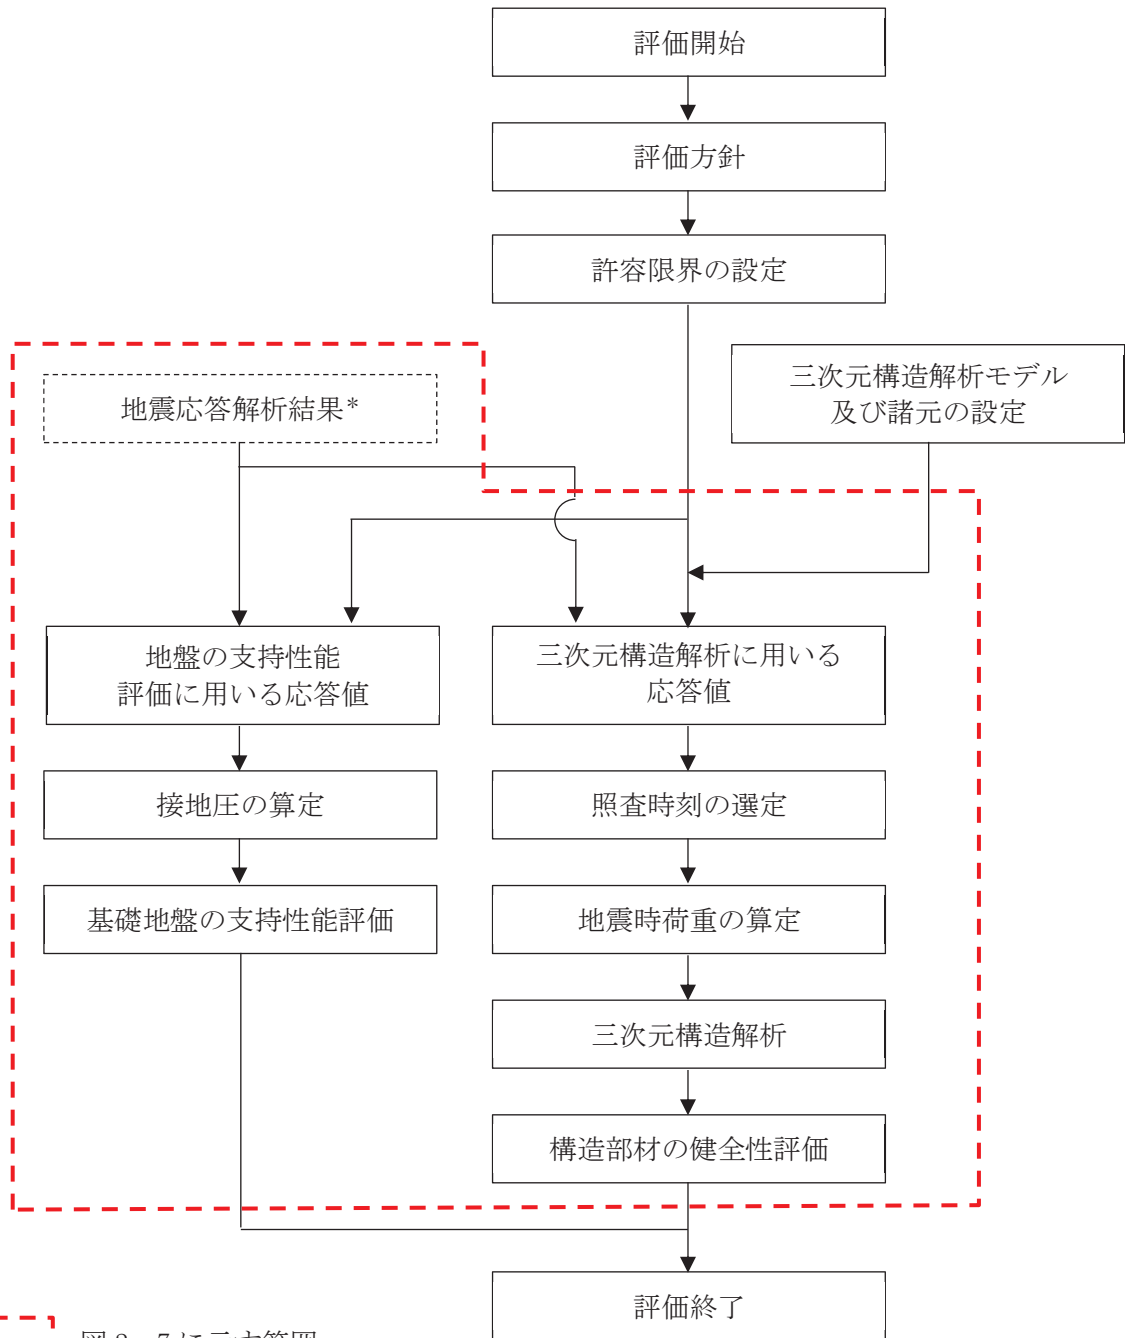 評価開始
評価方針
許容限界の設定
地震応答解析結果*
三次元構造解析モデル
及び諸元の設定
地盤の支持性能
評価に用いる応答値
三次元構造解析に用いる
応答値
接地圧の算定
照査時刻の選定
基礎地盤の支持性能評価
地震時荷重の算定
三次元構造解析
構造部材の健全性評価
評価終了